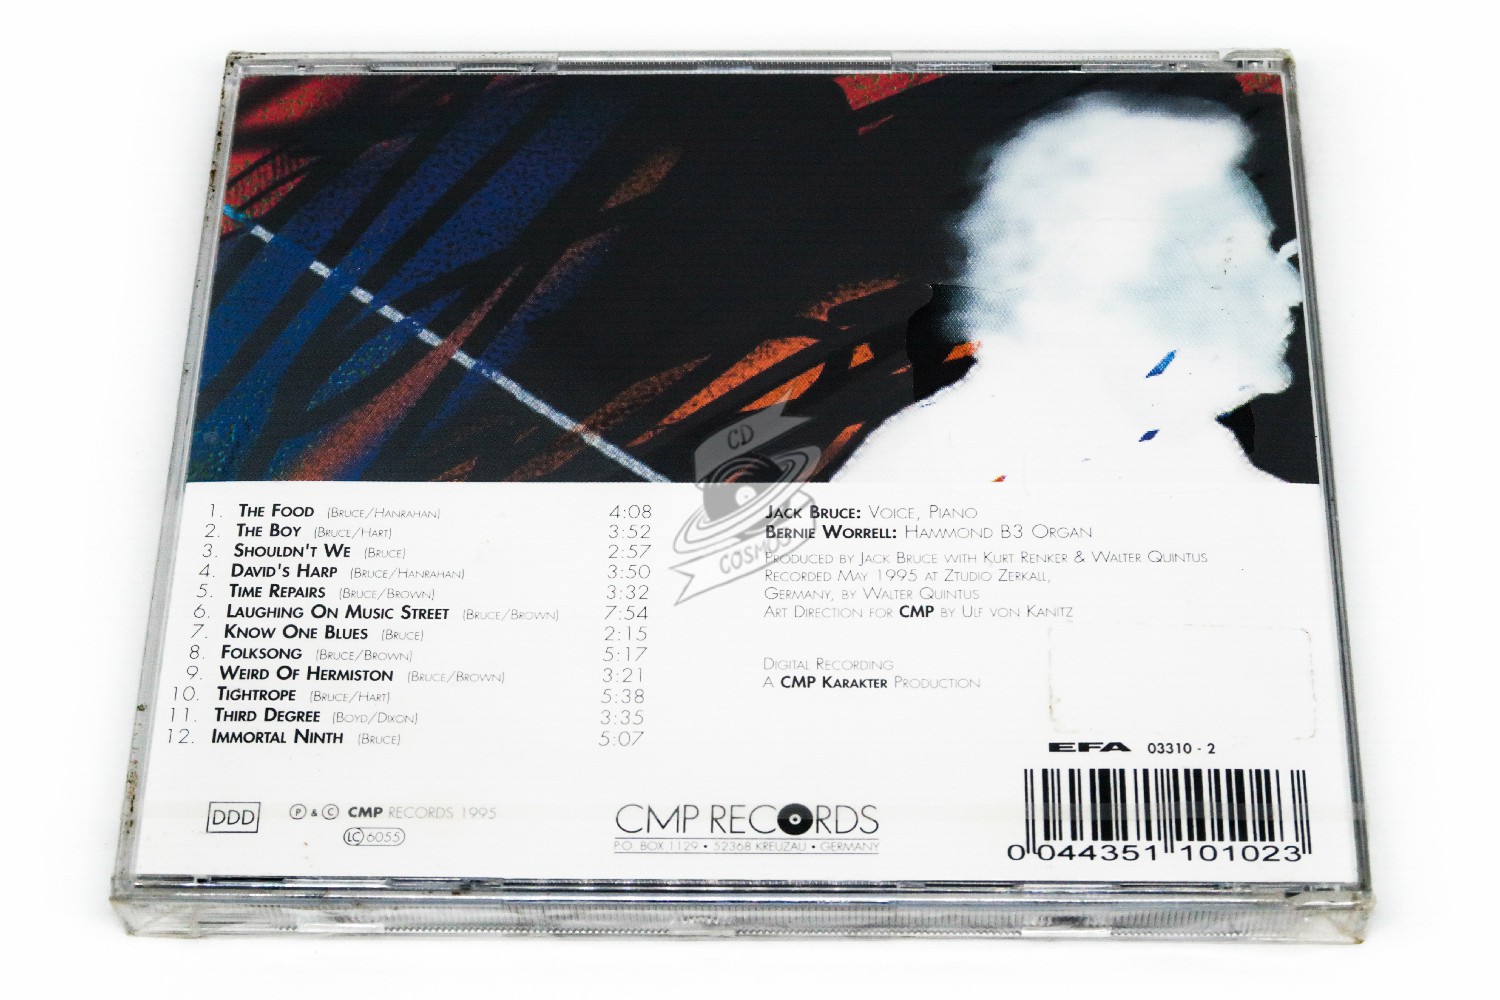 1. The Food (Bruce/Hanrahan) 4:08
2. The Boy (Bruce/Hart) 3:52
3. Shouldn't We (Bruce) 2:57
4. David's Harp (Bruce/Hanrahan) 3:50
5. Time Repairs (Bruce/Brown) 3:32
6. Laughing On Music Street (Bruce/Brown) 7:54
7. Know One Blues (Bruce) 2:15
8. Folksong (Bruce/Brown) 5:17
9. Weird Of Hermiston (Bruce/Brown) 3:21
10. Tightrope (Bruce/Hart) 5:38
11. Third Degree (Boyd/Dixon) 3:35
12. Immortal Ninth (Bruce) 5:07
Jack Bruce: Voice, Piano
Bernie Worrell: Hammond B3 Organ
Produced by Jack Bruce with Kurt Renker & Walter Quintus
Recorded May 1995 at Ztudio Zerkall,
Germany, by Walter Quintus
Art Direction for CMP by Ulf von Kanitz
Digital Recording
A CMP Karakter Production
CD
COSMOS
EFA 03310 - 2
DDD
Ⓟ & © CMP RECORDS 1995
LC 6055
CMP RECORDS
P.O. BOX 1129 • 52368 KREUZAU • GERMANY
0 044351 101023